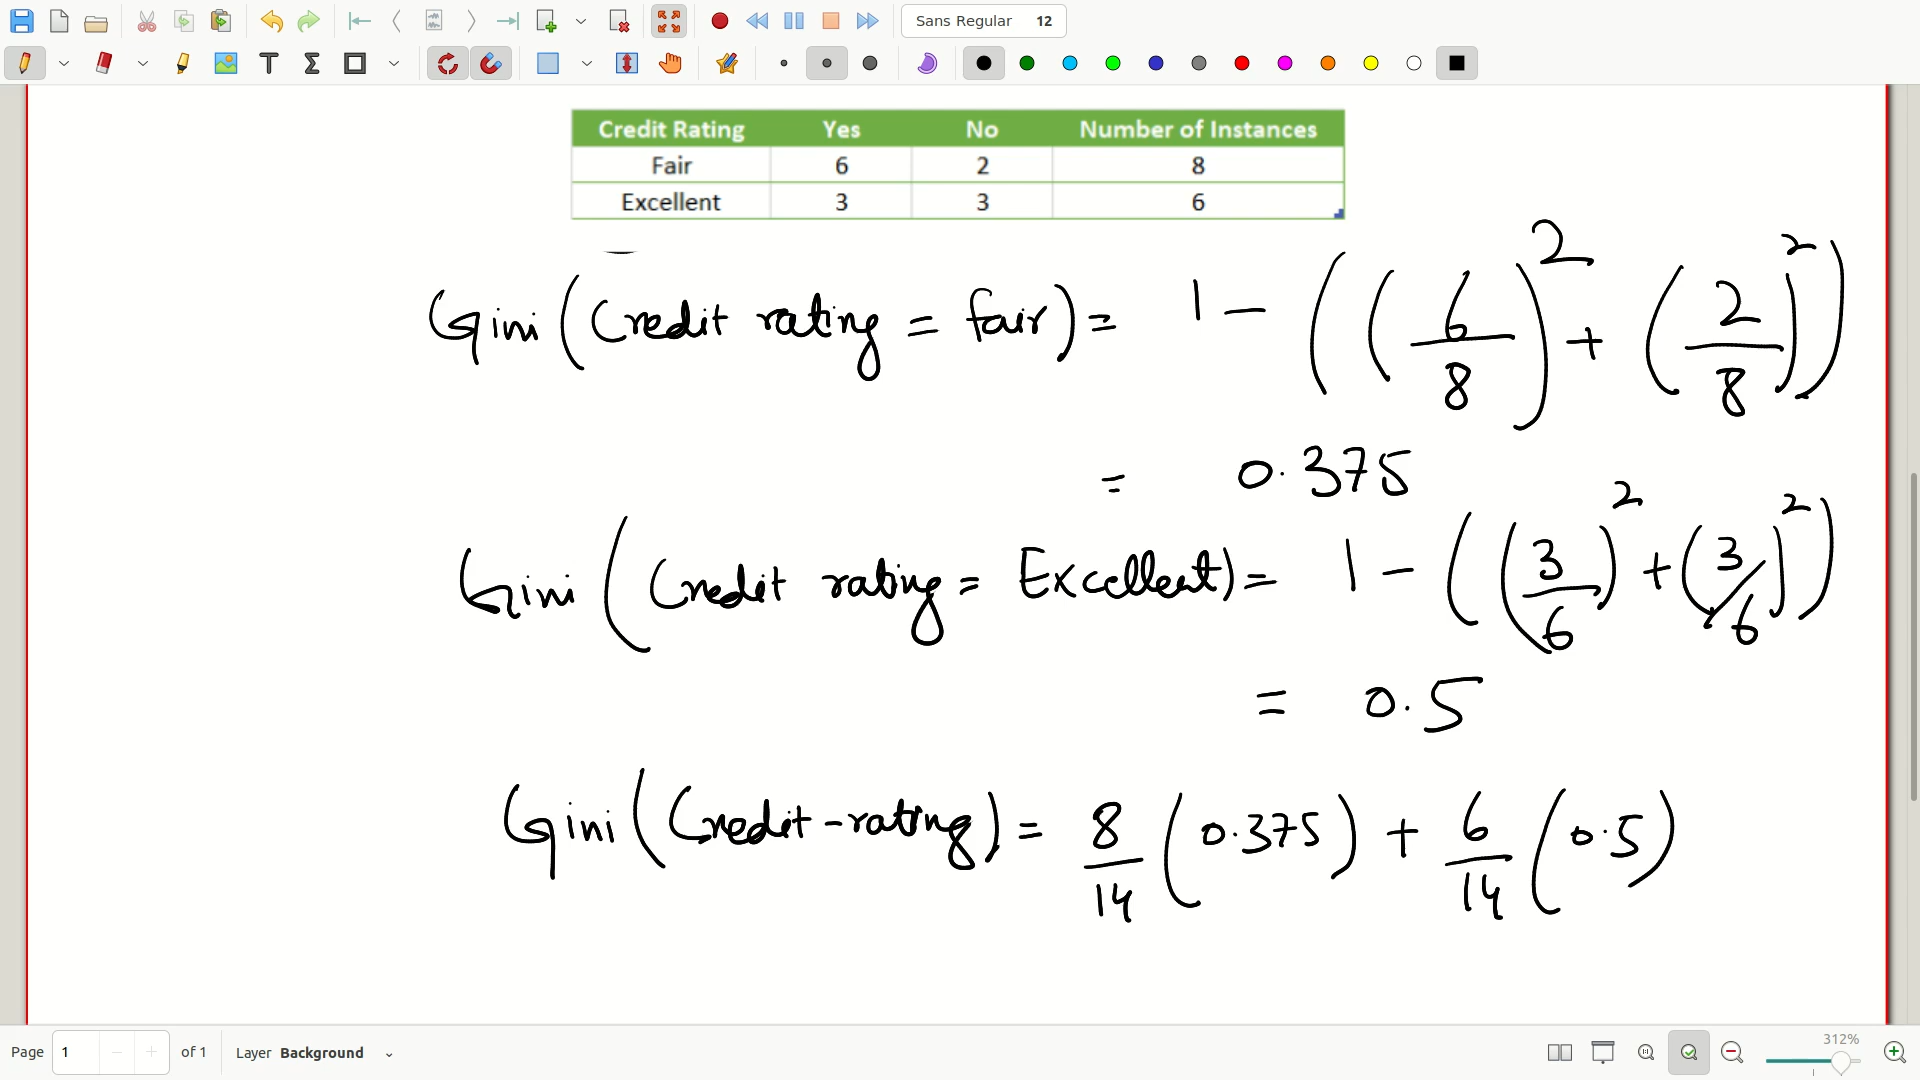 Sans Regular 12
Credit Rating Yes No Number of Instances
Fair 6 2 8
Excellent 3 3 6
Gini (Credit rating = fair) = 1 - ((6/8)² + (2/8)²)
= 0.375
Gini (Credit rating = Excellent) = 1 - ((3/6)² + (3/6)²)
= 0.5
Gini (Credit-rating) = 8/14 (0.375) + 6/14 (0.5)
Page 1 of 1 Layer Background 312%